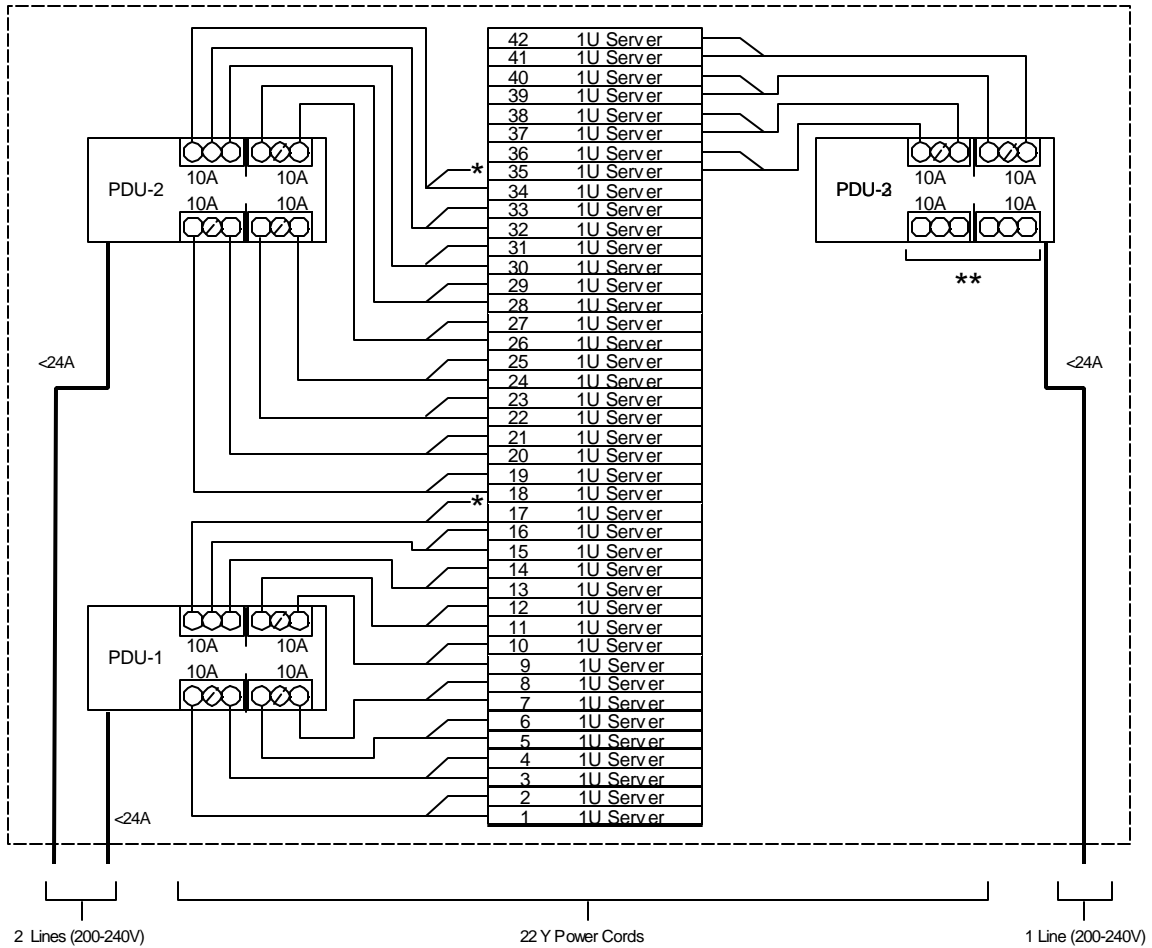 42 1U Server
41 1U Server
40 1U Server
39 1U Server
38 1U Server
37 1U Server
36 1U Server
35 1U Server
34 1U Server
33 1U Server
32 1U Server
31 1U Server
30 1U Server
29 1U Server
28 1U Server
27 1U Server
26 1U Server
25 1U Server
24 1U Server
23 1U Server
22 1U Server
21 1U Server
20 1U Server
19 1U Server
18 1U Server
17 1U Server
16 1U Server
15 1U Server
14 1U Server
13 1U Server
12 1U Server
11 1U Server
10 1U Server
9 1U Server
8 1U Server
7 1U Server
6 1U Server
5 1U Server
4 1U Server
3 1U Server
2 1U Server
1 1U Server
PDU-2
10A 10A
10A 10A
*
<24A
*
PDU-1
10A 10A
10A 10A
<24A
10A 10A
10A 10A
**
<24A
2 Lines (200-240V)
22 Y Power Cords
1 Line (200-240V)